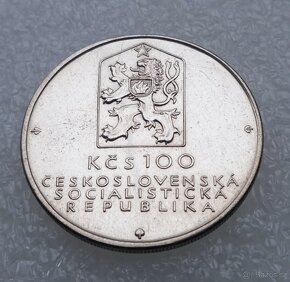 Kčs 100
ČESKOSLOVENSKÁ
SOCIALISTICKÁ
REPUBLIKA